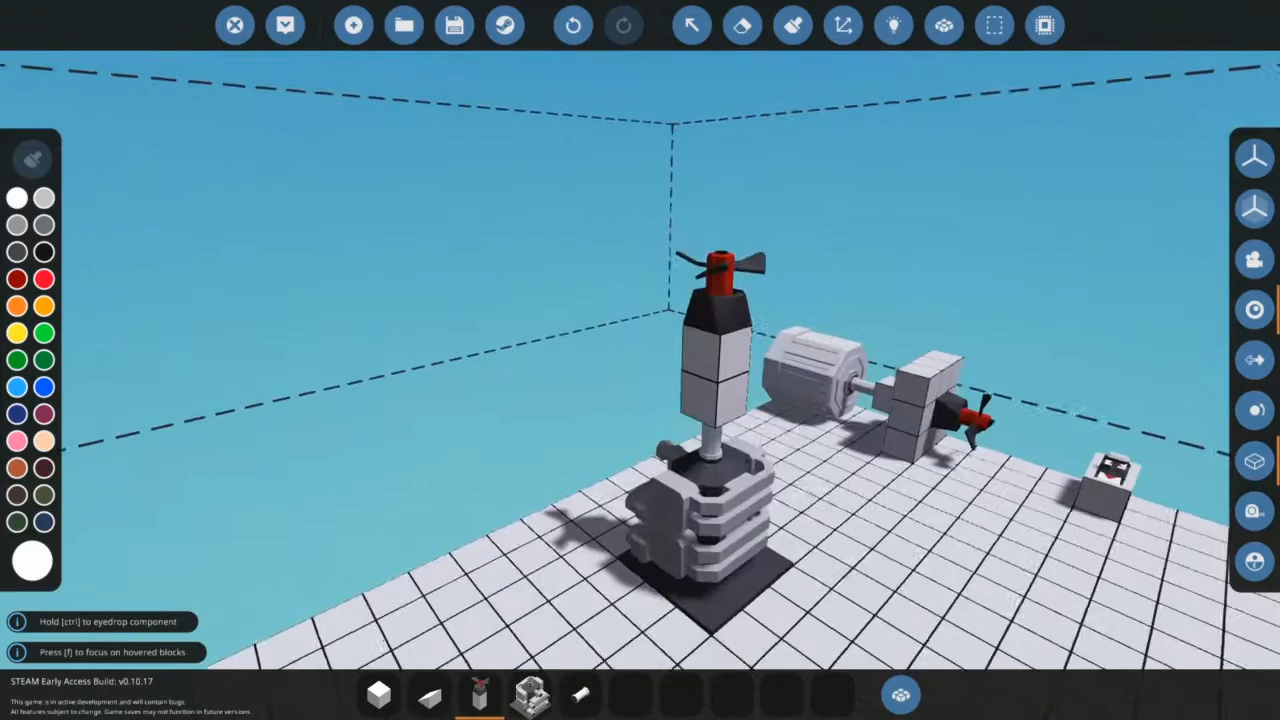 Hold [ctrl] to eyedrop component
Press [f] to focus on hovered blocks
STEAM Early Access Build: v0.10.17
This game is in active development and will contain bugs.
All features subject to change. Game saves may not function in future versions.